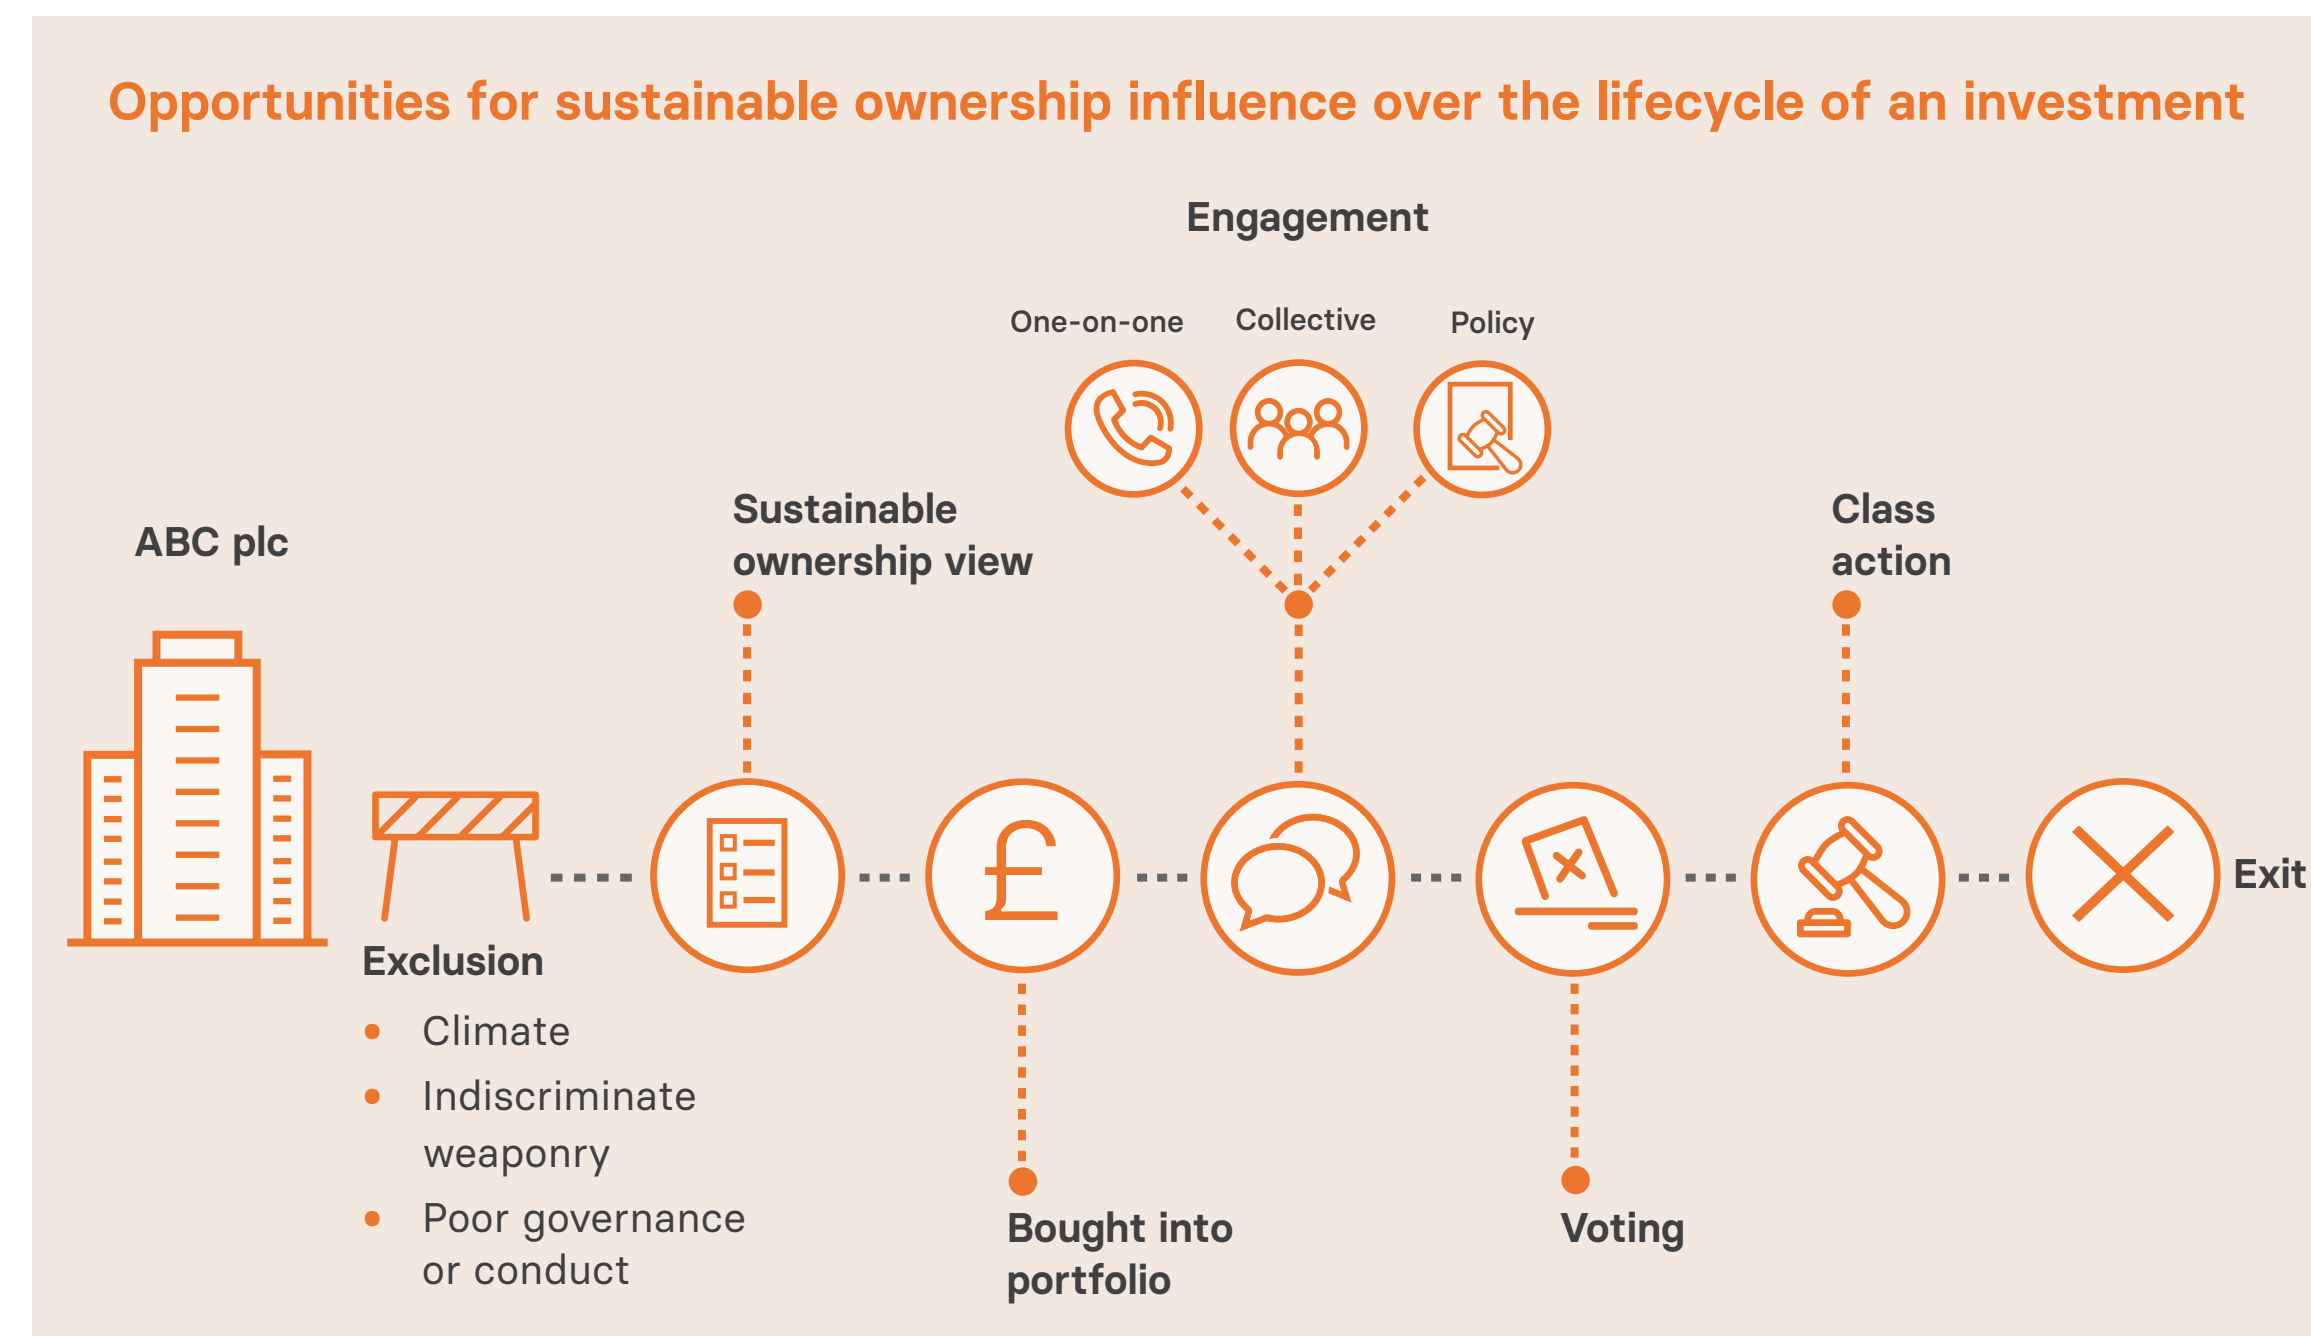 Opportunities for sustainable ownership influence over the lifecycle of an investment
Engagement
One-on-one
Collective
Policy
ABC plc
Sustainable
ownership view
Class
action
£
Exit
Exclusion
• Climate
• Indiscriminate
weaponry
• Poor governance
or conduct
Bought into
portfolio
Voting